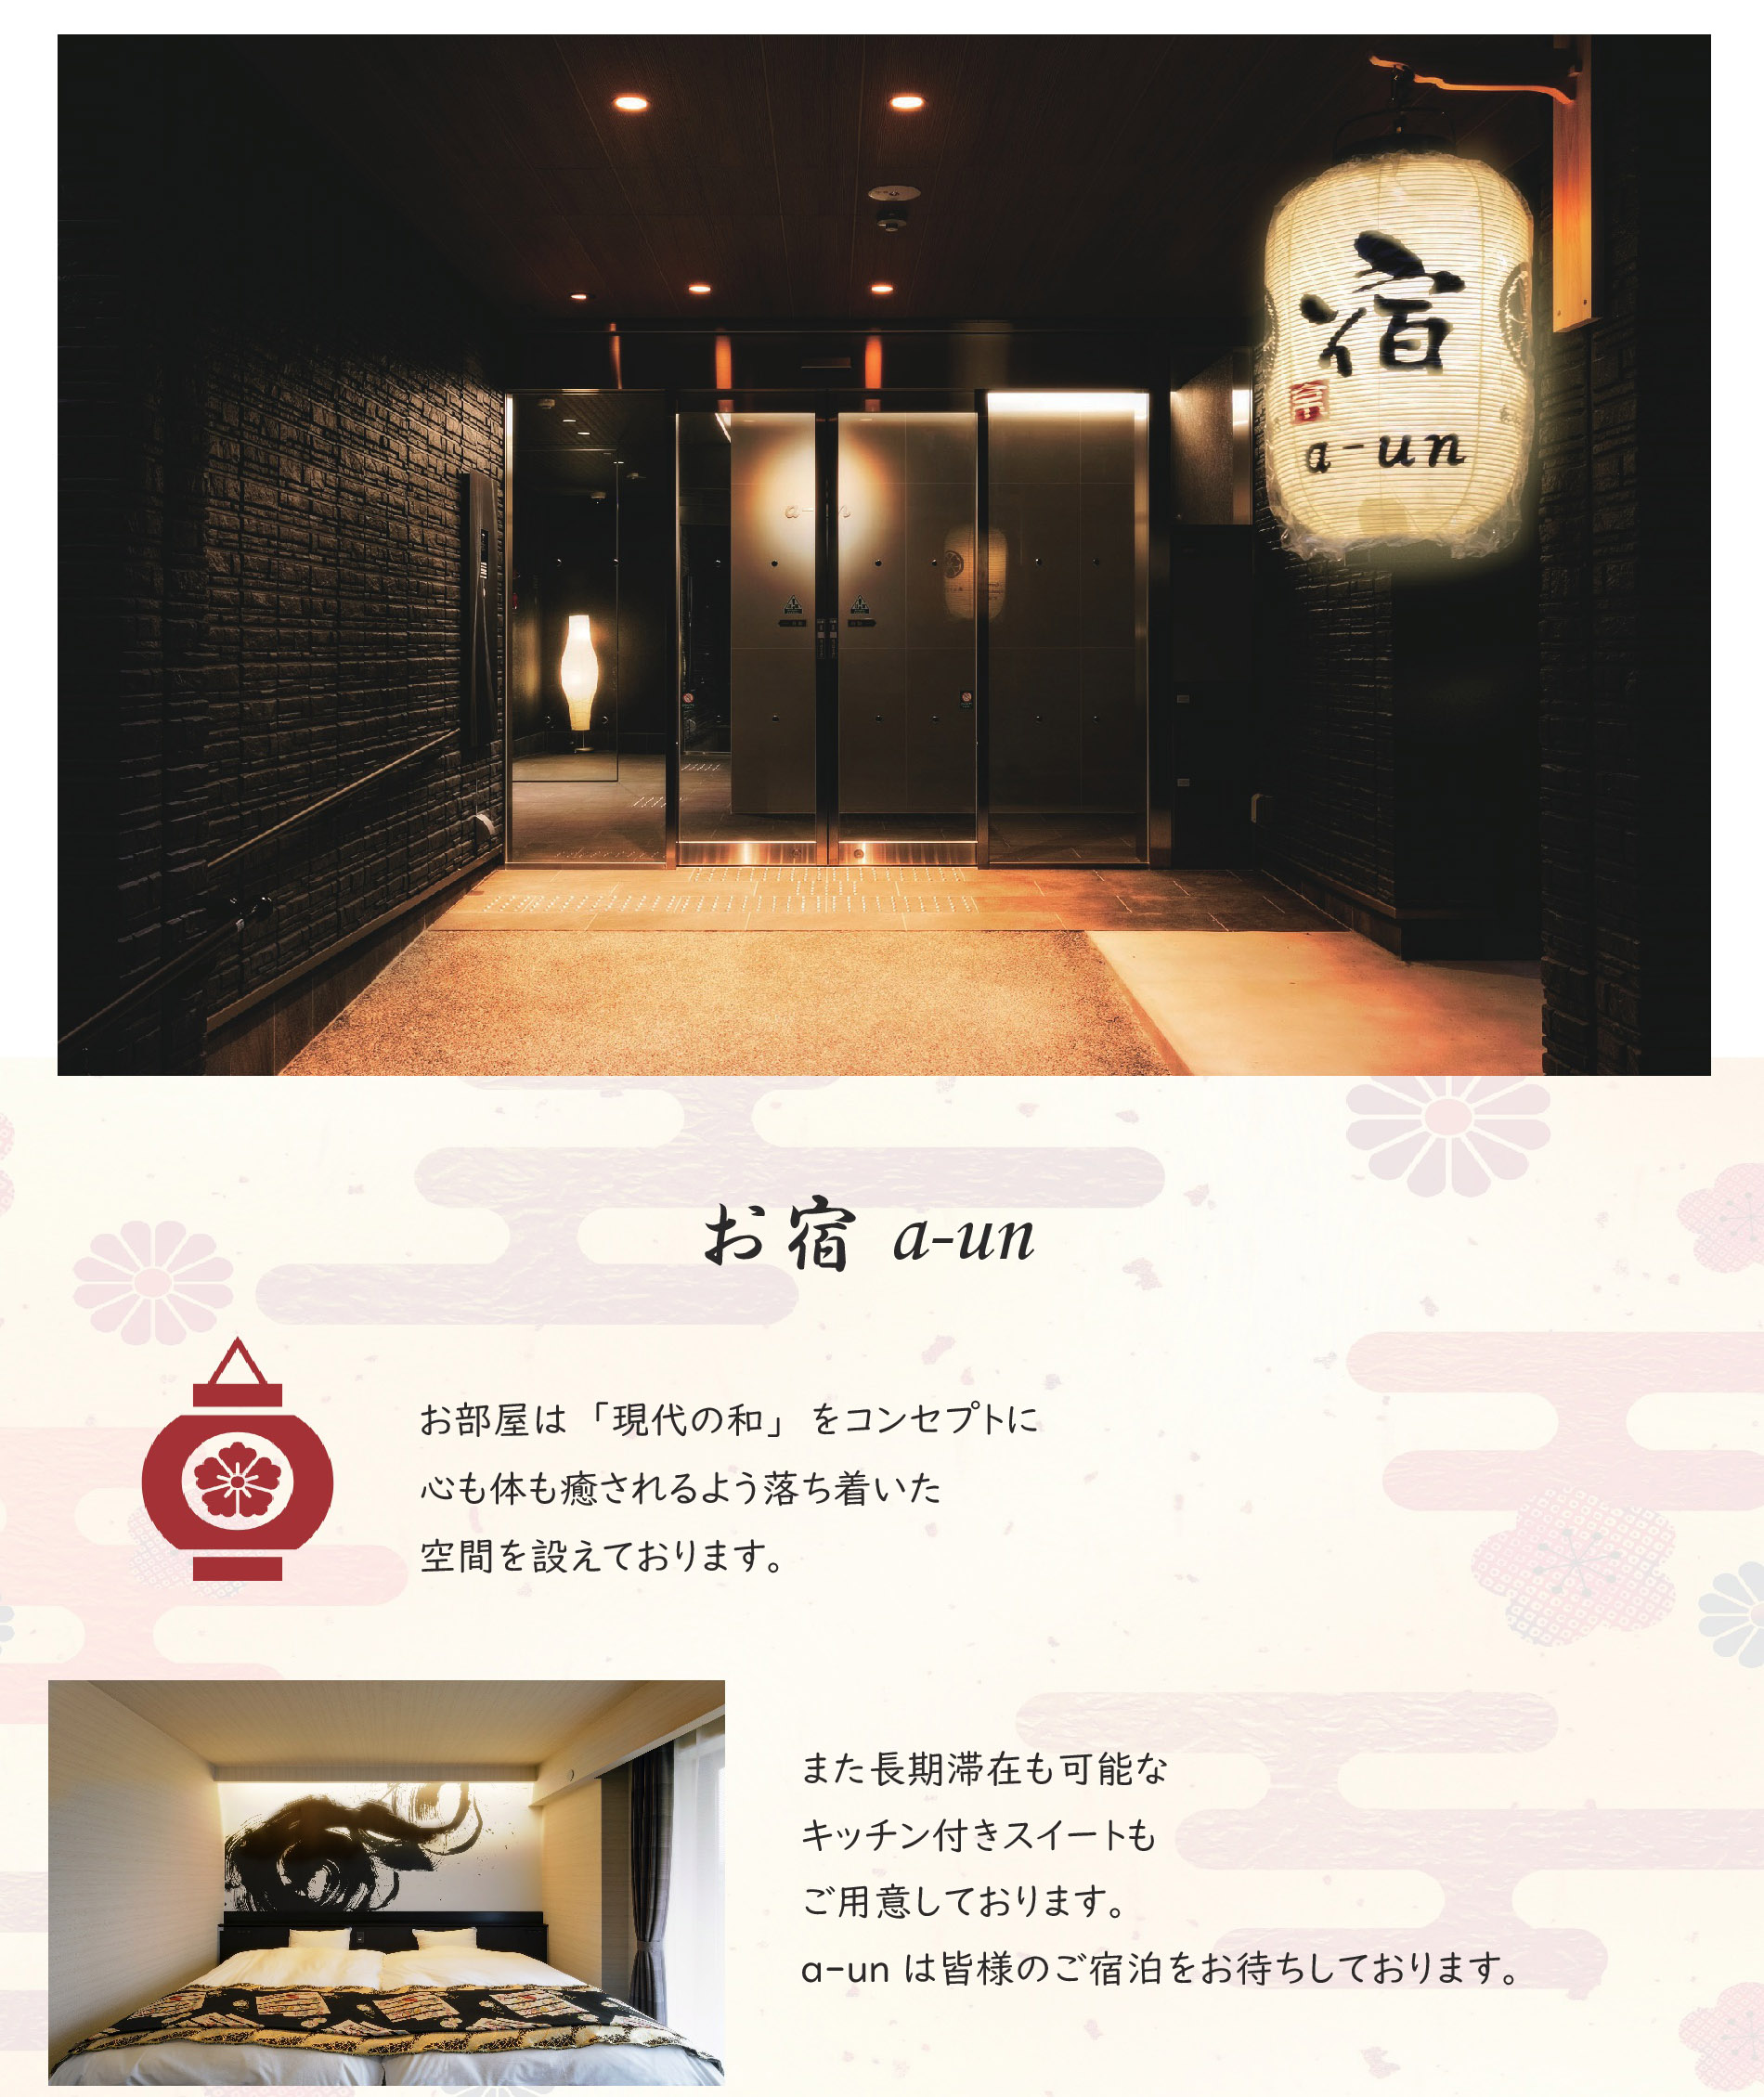 宿
a-un
a-un
お宿 a-un
お部屋は「現代の和」をコンセプトに
心も体も癒されるよう落ち着いた
空間を設えております。
また長期滞在も可能な
キッチン付きスイートも
ご用意しております。
a-un は皆様のご宿泊をお待ちしております。